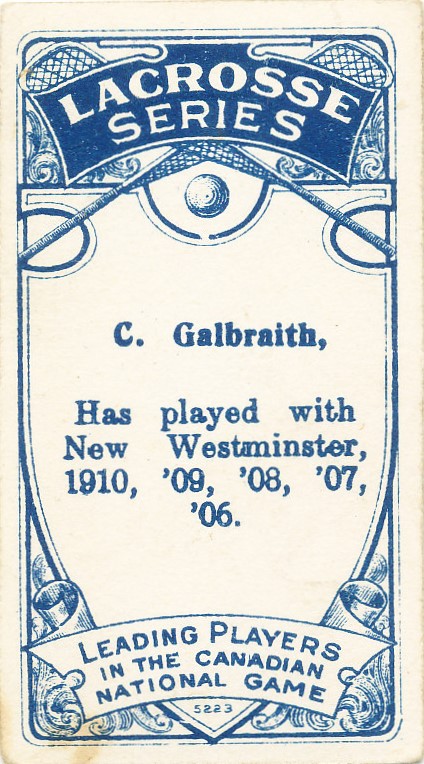 LACROSSE
SERIES
C. Galbraith,
Has played with
New Westminster,
1910, '09, '08, '07,
'06.
LEADING PLAYERS
IN THE CANADIAN
NATIONAL GAME
5223